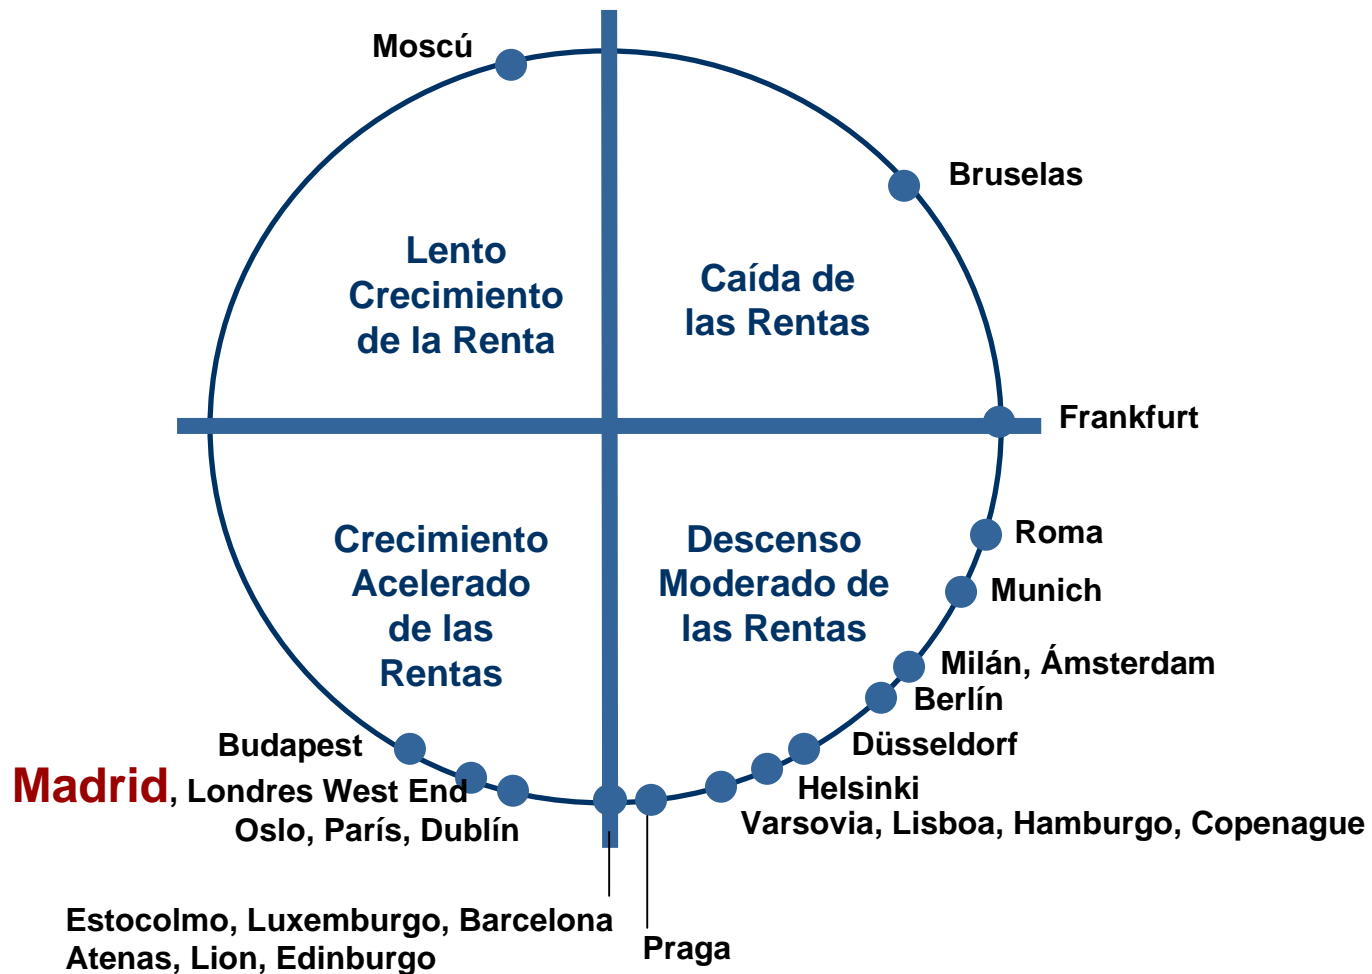 Moscú
Bruselas
Lento
Crecimiento
de la Renta
Caída de
las Rentas
Frankfurt
Crecimiento
Acelerado
de las
Rentas
Descenso
Moderado de
las Rentas
Roma
Munich
Milán, Ámsterdam
Berlín
Budapest
Düsseldorf
Madrid, Londres West End
Helsinki
Oslo, París, Dublín
Varsovia, Lisboa, Hamburgo, Copenague
Estocolmo, Luxemburgo, Barcelona
Atenas, Lion, Edinburgo
Praga